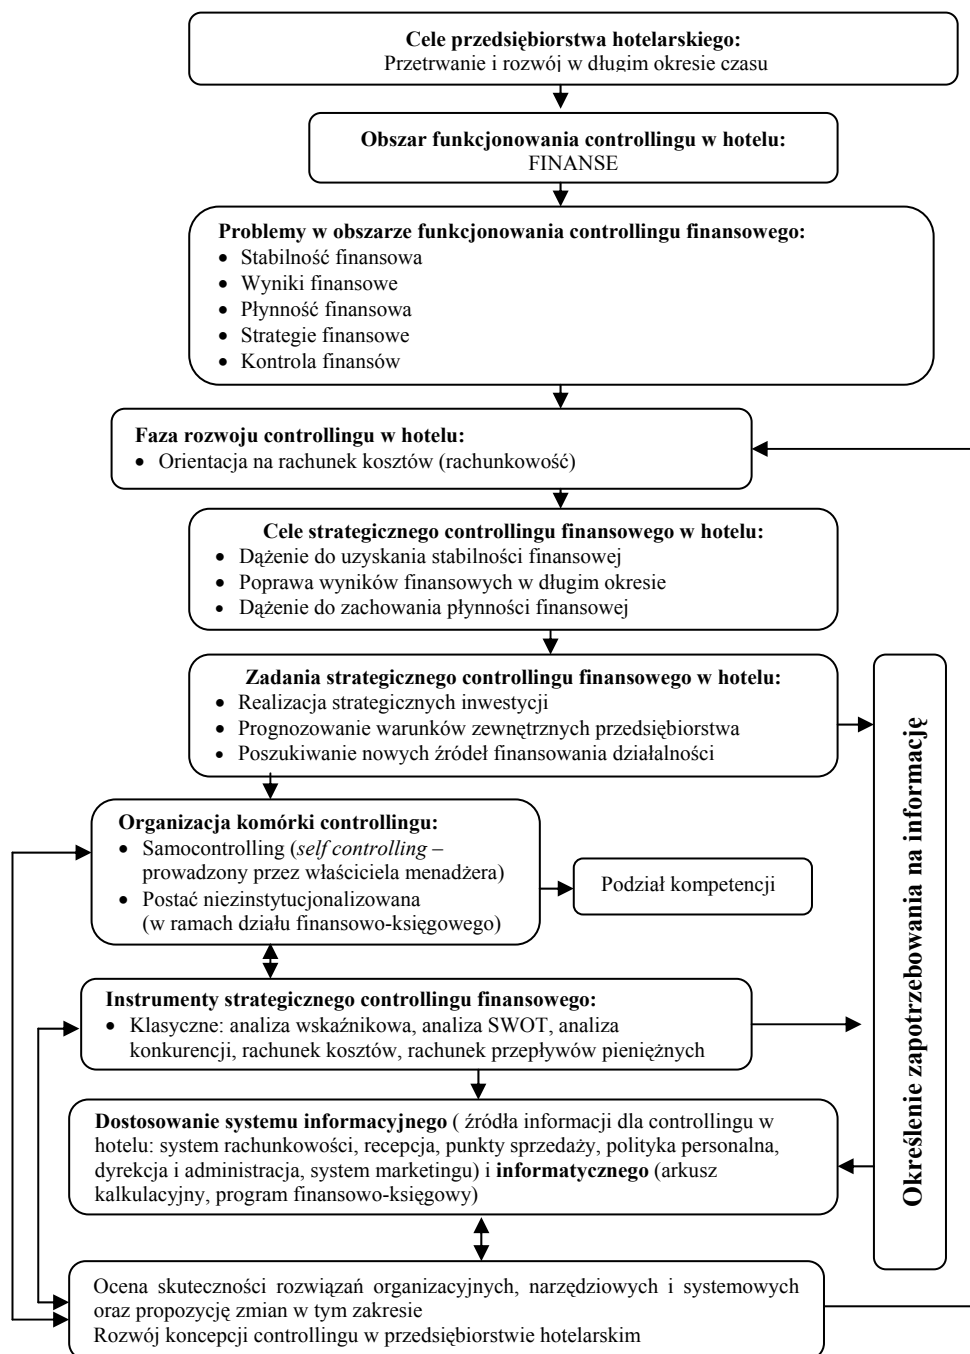 Cele przedsiębiorstwa hotelarskiego:
Przetrwanie i rozwój w długim okresie czasu
Obszar funkcjonowania controllingu w hotelu:
FINANSE
Problemy w obszarze funkcjonowania controllingu finansowego:
• Stabilność finansowa
• Wyniki finansowe
• Płynność finansowa
• Strategie finansowe
• Kontrola finansów
Faza rozwoju controllingu w hotelu:
• Orientacja na rachunek kosztów (rachunkowość)
Cele strategicznego controllingu finansowego w hotelu:
• Dążenie do uzyskania stabilności finansowej
• Poprawa wyników finansowych w długim okresie
• Dążenie do zachowania płynności finansowej
Zadania strategicznego controllingu finansowego w hotelu:
• Realizacja strategicznych inwestycji
• Prognozowanie warunków zewnętrznych przedsiębiorstwa
• Poszukiwanie nowych źródeł finansowania działalności
Określenie zapotrzebowania na informację
Organizacja komórki controllingu:
• Samocontrolling (self controlling –
prowadzony przez właściciela menadżera)
• Postać niezinstytucjonalizowana
(w ramach działu finansowo-księgowego)
Podział kompetencji
Instrumenty strategicznego controllingu finansowego:
• Klasyczne: analiza wskaźnikowa, analiza SWOT, analiza
konkurencji, rachunek kosztów, rachunek przepływów pieniężnych
Dostosowanie systemu informacyjnego ( źródła informacji dla controllingu w
hotelu: system rachunkowości, recepcja, punkty sprzedaży, polityka personalna,
dyrekcja i administracja, system marketingu) i informatycznego (arkusz
kalkulacyjny, program finansowo-księgowy)
Ocena skuteczności rozwiązań organizacyjnych, narzędziowych i systemowych
oraz propozycję zmian w tym zakresie
Rozwój koncepcji controllingu w przedsiębiorstwie hotelarskim